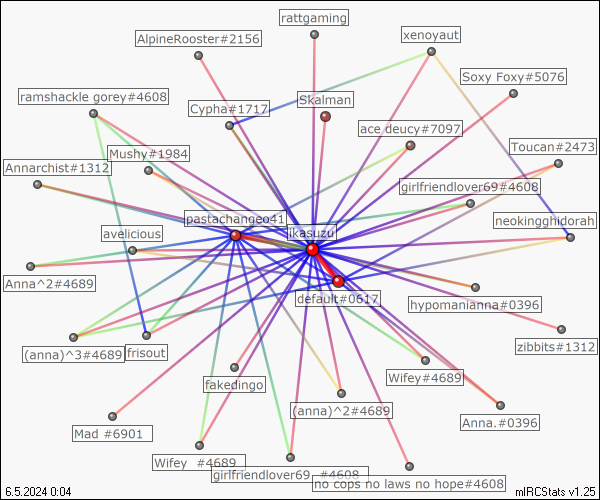 rattgaming
AlpineRooster#2156
xenoyaut
Soxy Foxy#5076
ramshackle gorey#4608
Cypha#1717
Skalman
ace deucy#7097
Toucan#2473
Mushy#1984
Annarchist#1312
girlfriendlover69#4608
pastachangeo41
jkasuzu
neokingghidorah
avelicious
Anna^2#4689
default#0617
hypomanianna#0396
(anna)^3#4689
frisout
zibbits#1312
fakedingo
Wifey#4689
(anna)^2#4689
Anna.#0396
Mad #6901
Wifey #4689
girlfriendlover69 #4608
no cops no laws no hope#4608
6.5.2024 0:04
mIRCStats v1.25